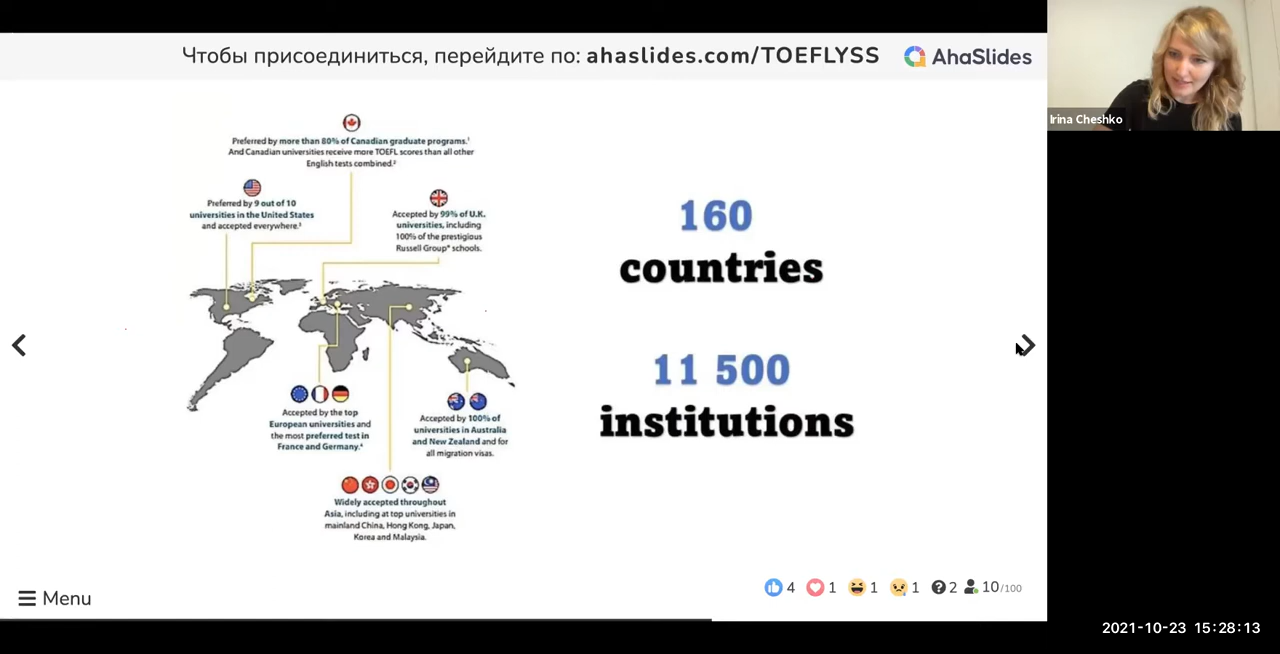 Чтобы присоединиться, перейдите по: ahaslides.com/TOEFLYSS
AhaSlides
Irina Cheshko
Preferred by more than 80% of Canadian graduate programs.¹
And Canadian universities receive more TOEFL scores than all other
English tests combined.²
Preferred by 9 out of 10
universities in the United States
and accepted everywhere.³
Accepted by 99% of U.K.
universities, including
100% of the prestigious
Russell Group* schools.
160
countries
11 500
institutions
Accepted by the top
European universities and
the most preferred test in
France and Germany.⁴
Accepted by 100% of
universities in Australia
and New Zealand and for
all migration visas.
Widely accepted throughout
Asia, including at top universities in
mainland China, Hong Kong, Japan,
Korea and Malaysia.
Menu
4 1 1 1 2 10/100
2021-10-23 15:28:13